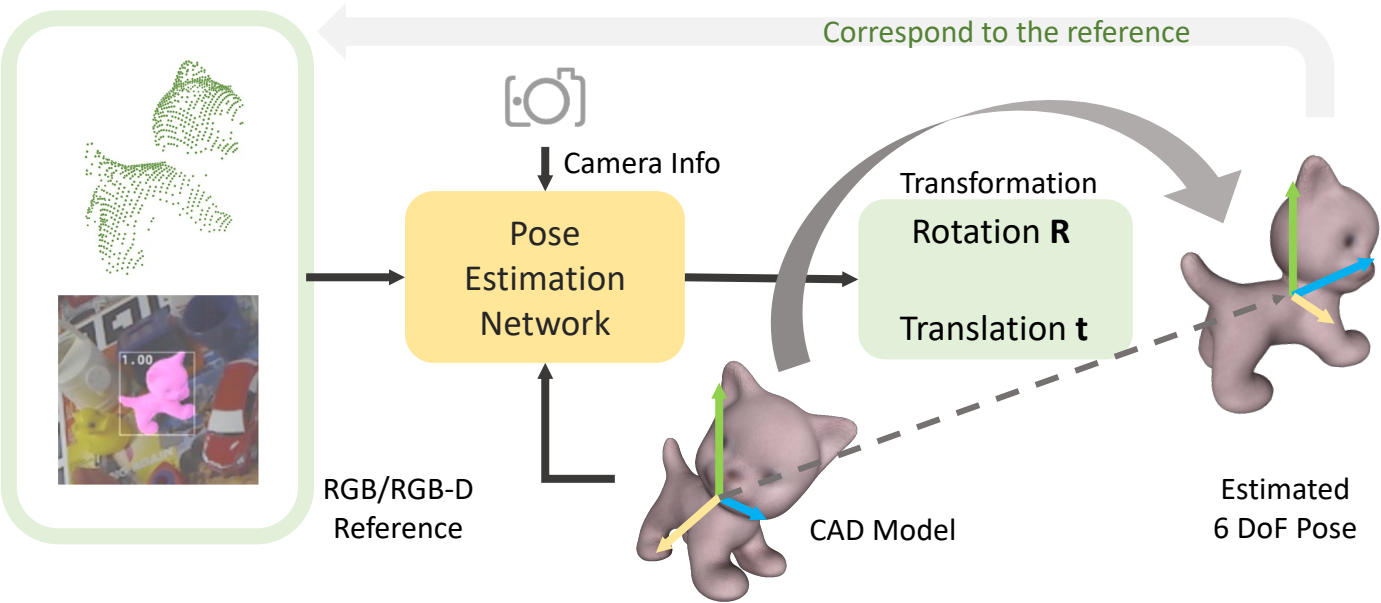 Correspond to the reference
Camera Info
Pose
Estimation
Network
Transformation
Rotation R
Translation t
1.00
RGB/RGB-D
Reference
CAD Model
Estimated
6 DoF Pose